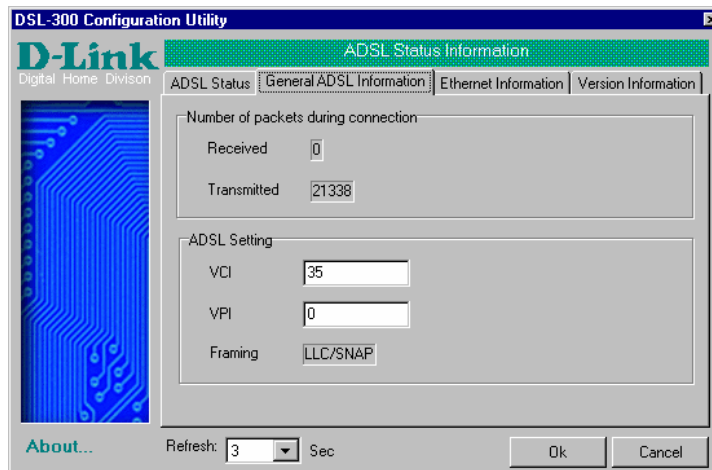 DSL-300 Configuration Utility
D-Link
Digital Home Divison
ADSL Status Information
ADSL Status
General ADSL Information
Ethernet Information
Version Information
Number of packets during connection
Received 0
Transmitted 21338
ADSL Setting
VCI 35
VPI 0
Framing LLC/SNAP
About...
Refresh: 3 Sec
Ok
Cancel